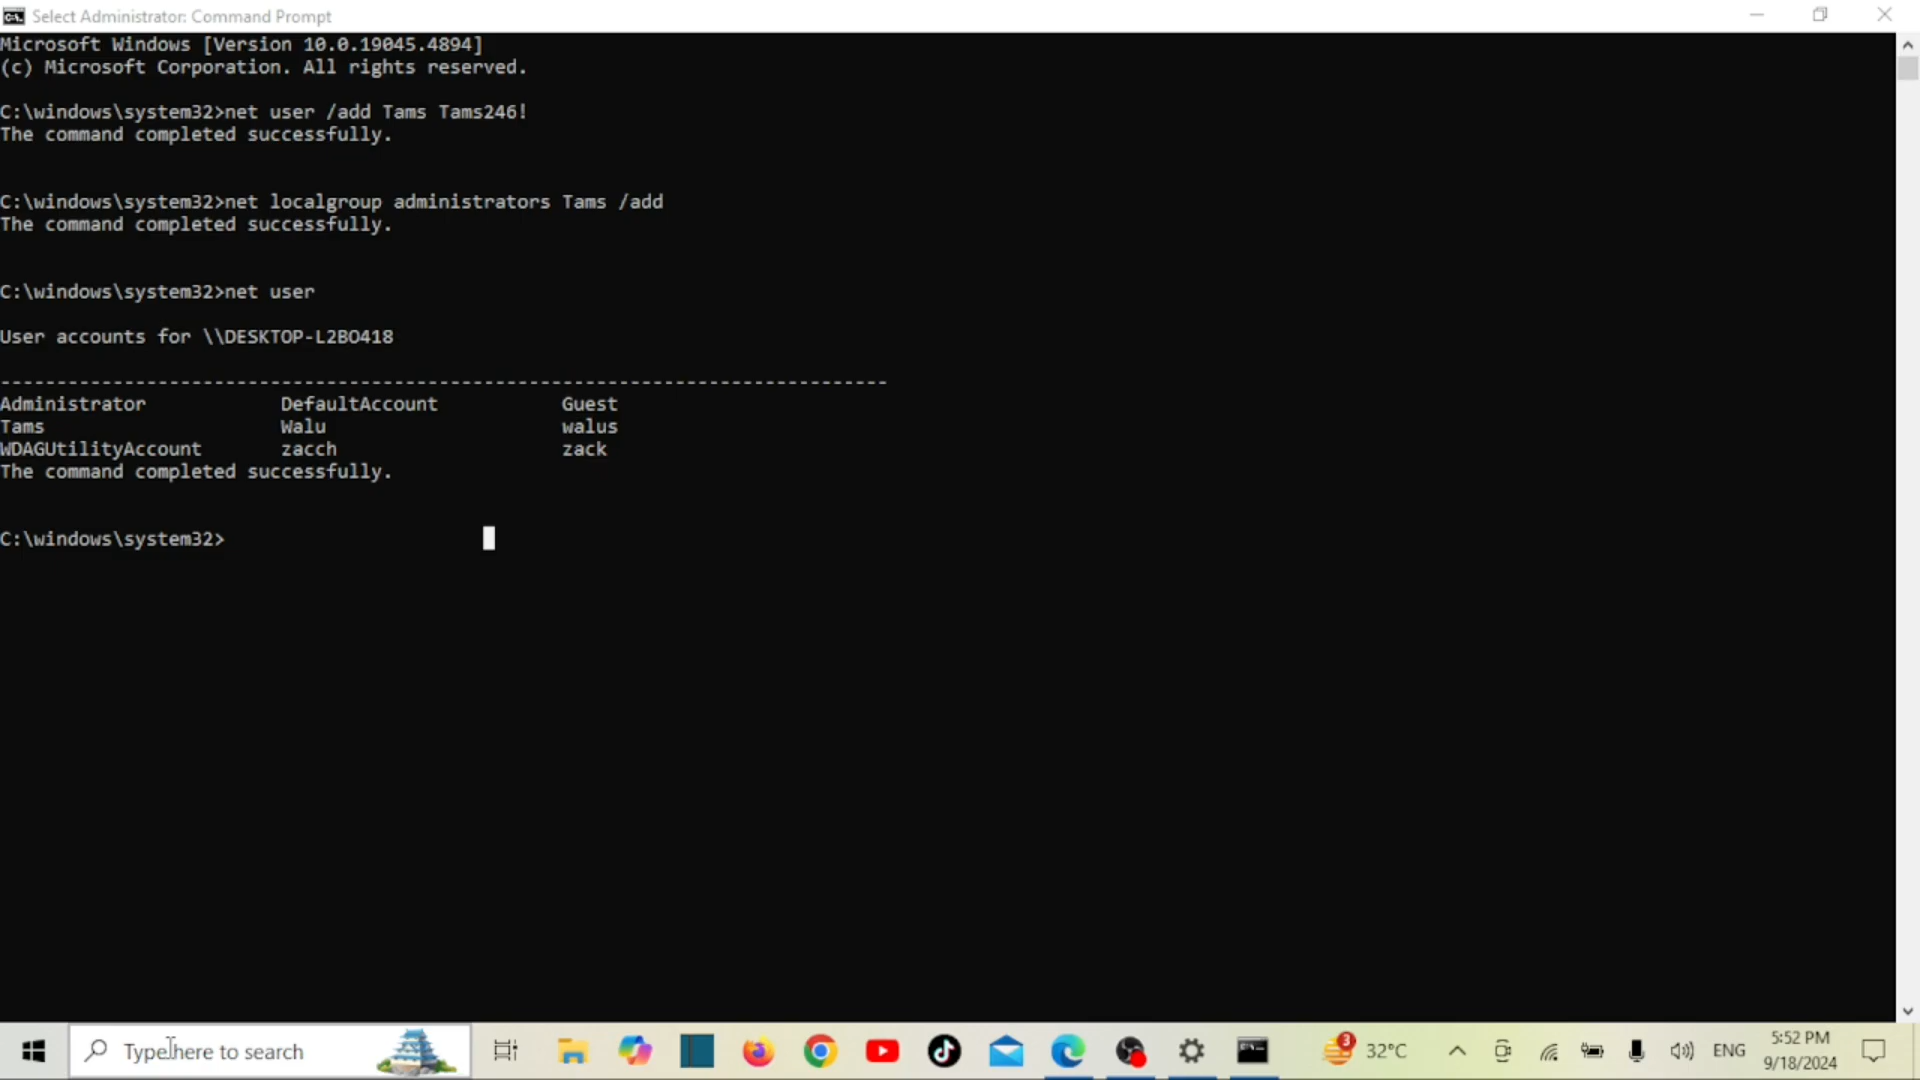 Select Administrator: Command Prompt
Microsoft Windows [Version 10.0.19045.4894]
(c) Microsoft Corporation. All rights reserved.
C:\windows\system32>net user /add Tams Tams246!
The command completed successfully.
C:\windows\system32>net localgroup administrators Tams /add
The command completed successfully.
C:\windows\system32>net user
User accounts for \\DESKTOP-L2BO418
-------------------------------------------------------------------------------
Administrator DefaultAccount Guest
Tams Walu walus
WDAGUtilityAccount zacch zack
The command completed successfully.
C:\windows\system32>
Type here to search
3
32°C
ENG
5:52 PM
9/18/2024